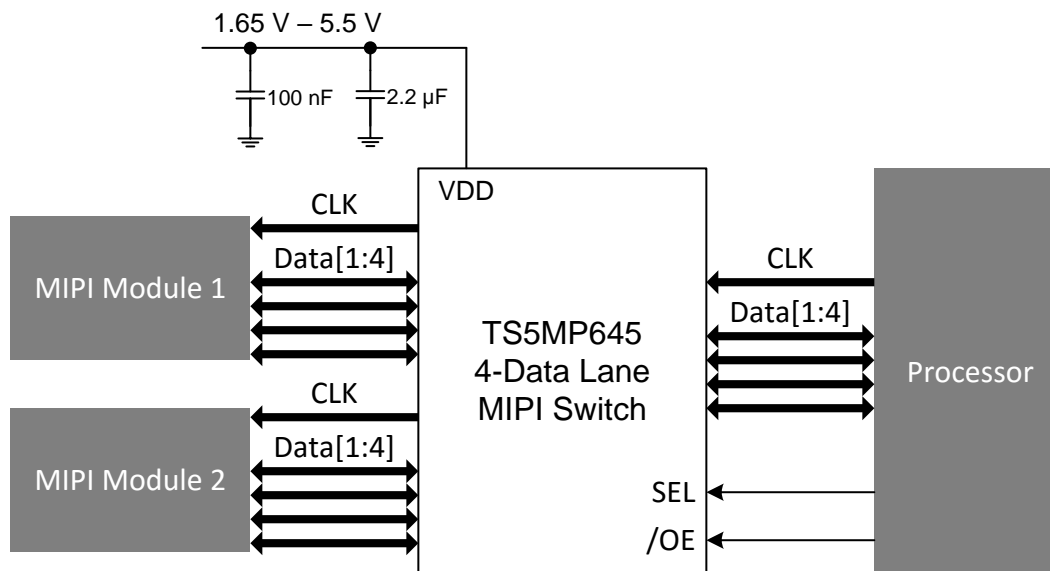 1.65 V – 5.5 V
100 nF
2.2 µF
VDD
CLK
Data[1:4]
MIPI Module 1
CLK
Data[1:4]
MIPI Module 2
TS5MP645
4-Data Lane
MIPI Switch
CLK
Data[1:4]
Processor
SEL
/OE